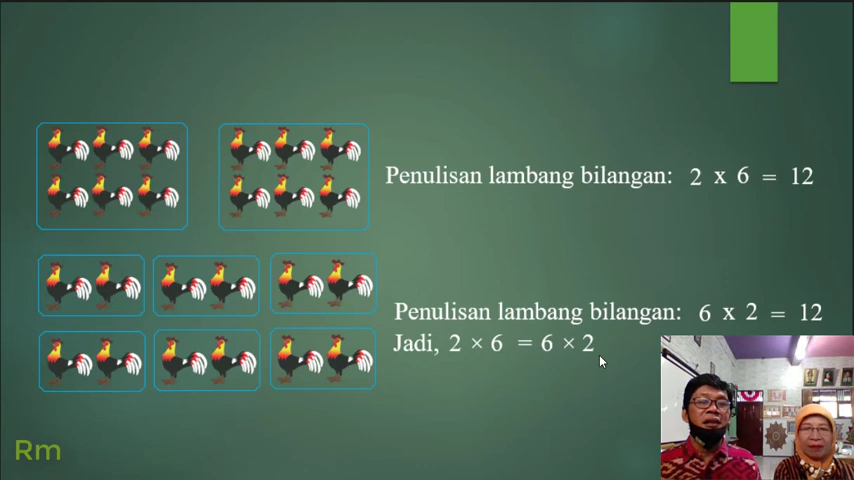 Penulisan lambang bilangan: 2 x 6 = 12
Penulisan lambang bilangan: 6 x 2 = 12
Jadi, 2 × 6 = 6 × 2
Rm